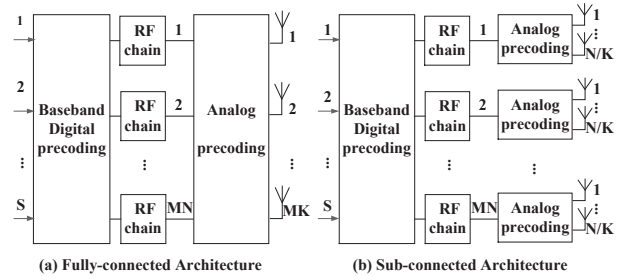 1
2
...
S
Baseband
Digital
precoding
RF
chain
1
RF
chain
2
...
RF
chain
MN
Analog
precoding
1
2
...
MK
(a) Fully-connected Architecture
1
2
...
S
Baseband
Digital
precoding
RF
chain
1
RF
chain
2
...
RF
chain
MN
Analog
precoding
1
...
N/K
Analog
precoding
1
...
N/K
...
Analog
precoding
1
...
N/K
(b) Sub-connected Architecture